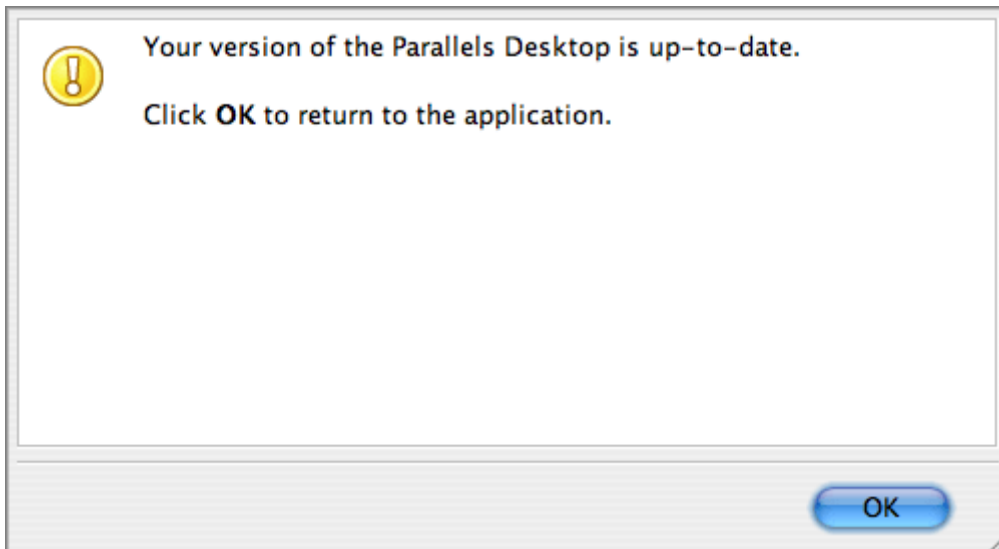 Your version of the Parallels Desktop is up-to-date.
Click OK to return to the application.
OK